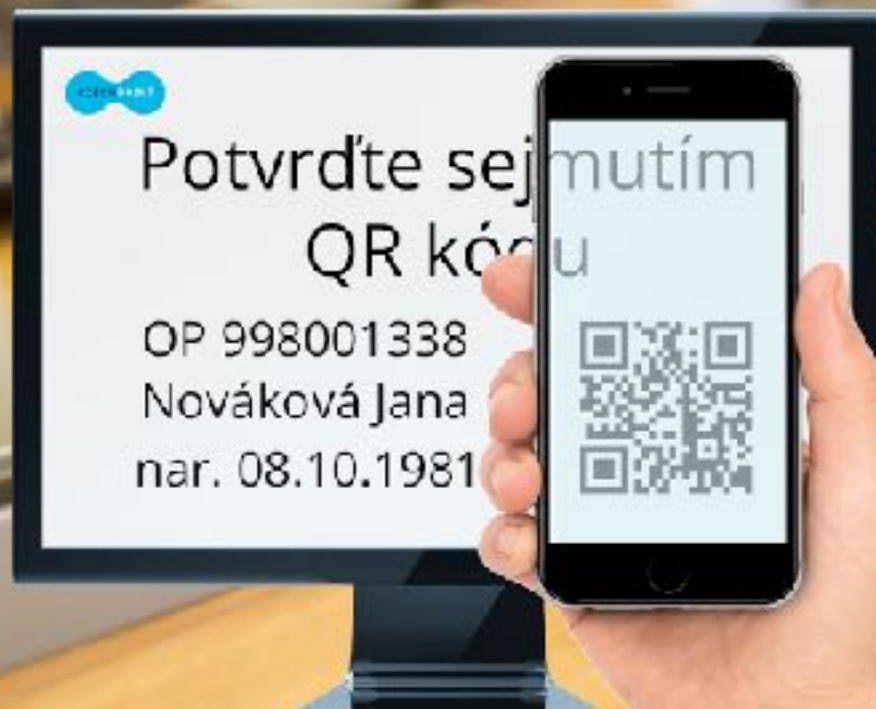 Potvrďte sejmutím
QR kódu
OP 998001338
Nováková Jana
nar. 08.10.1981